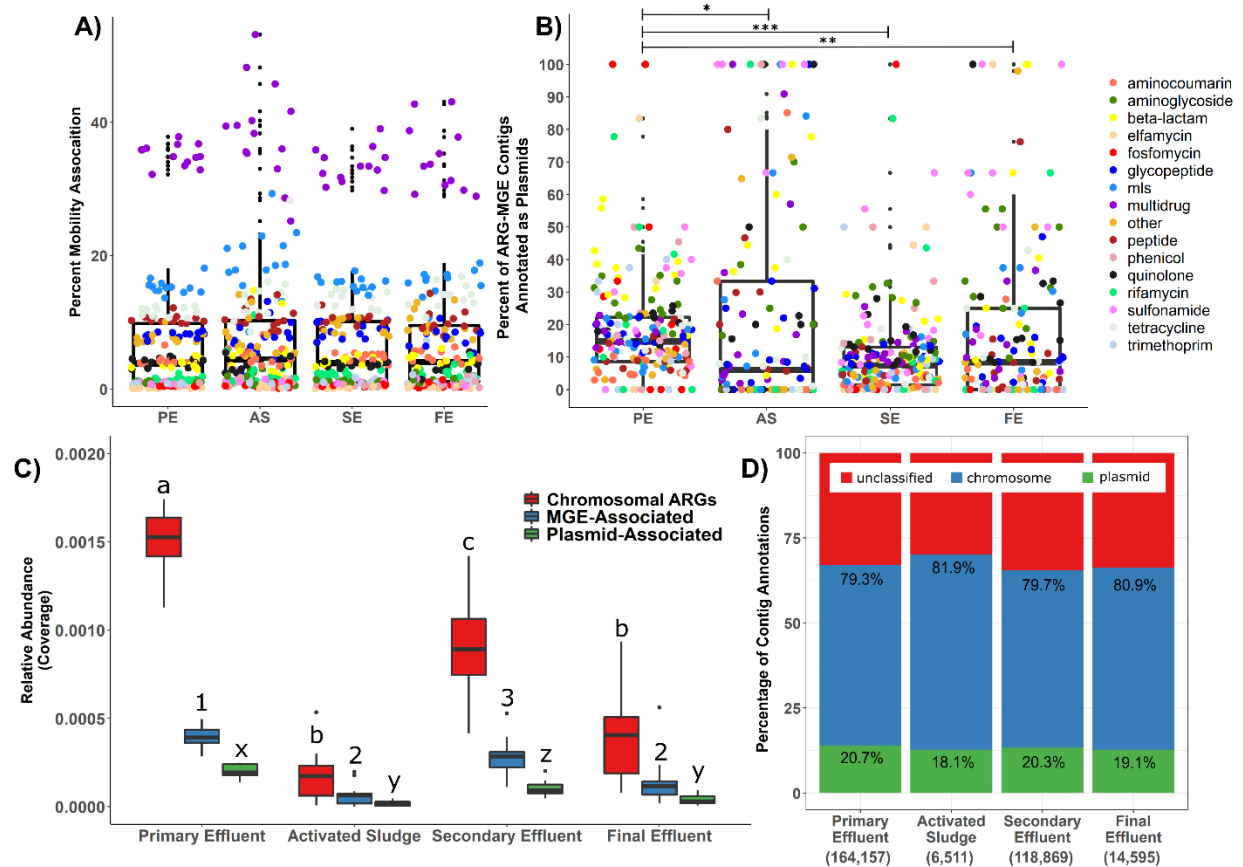 A)
Percent Mobility Assocation
40
20
0
PE AS SE FE
B)
*
***
**
Percent of ARG-MGE Contigs
Annotated as Plasmids
100
90
80
70
60
50
40
30
20
10
0
PE AS SE FE
aminocoumarin
aminoglycoside
beta-lactam
elfamycin
fosfomycin
glycopeptide
mls
multidrug
other
peptide
phenicol
quinolone
rifamycin
sulfonamide
tetracycline
trimethoprim
C)
Relative Abundance
(Coverage)
0.0020
0.0015
0.0010
0.0005
0.0000
a
1
x
b
2
y
c
3
z
b
2
y
Chromosomal ARGs
MGE-Associated
Plasmid-Associated
Primary Effluent Activated Sludge Secondary Effluent Final Effluent
D)
Percentage of Contig Annotations
100
75
50
25
0
unclassified chromosome plasmid
79.3% 81.9% 79.7% 80.9%
20.7% 18.1% 20.3% 19.1%
Primary Activated Secondary Final
Effluent Sludge Effluent Effluent
(164,157) (6,511) (118,869) (14,595)